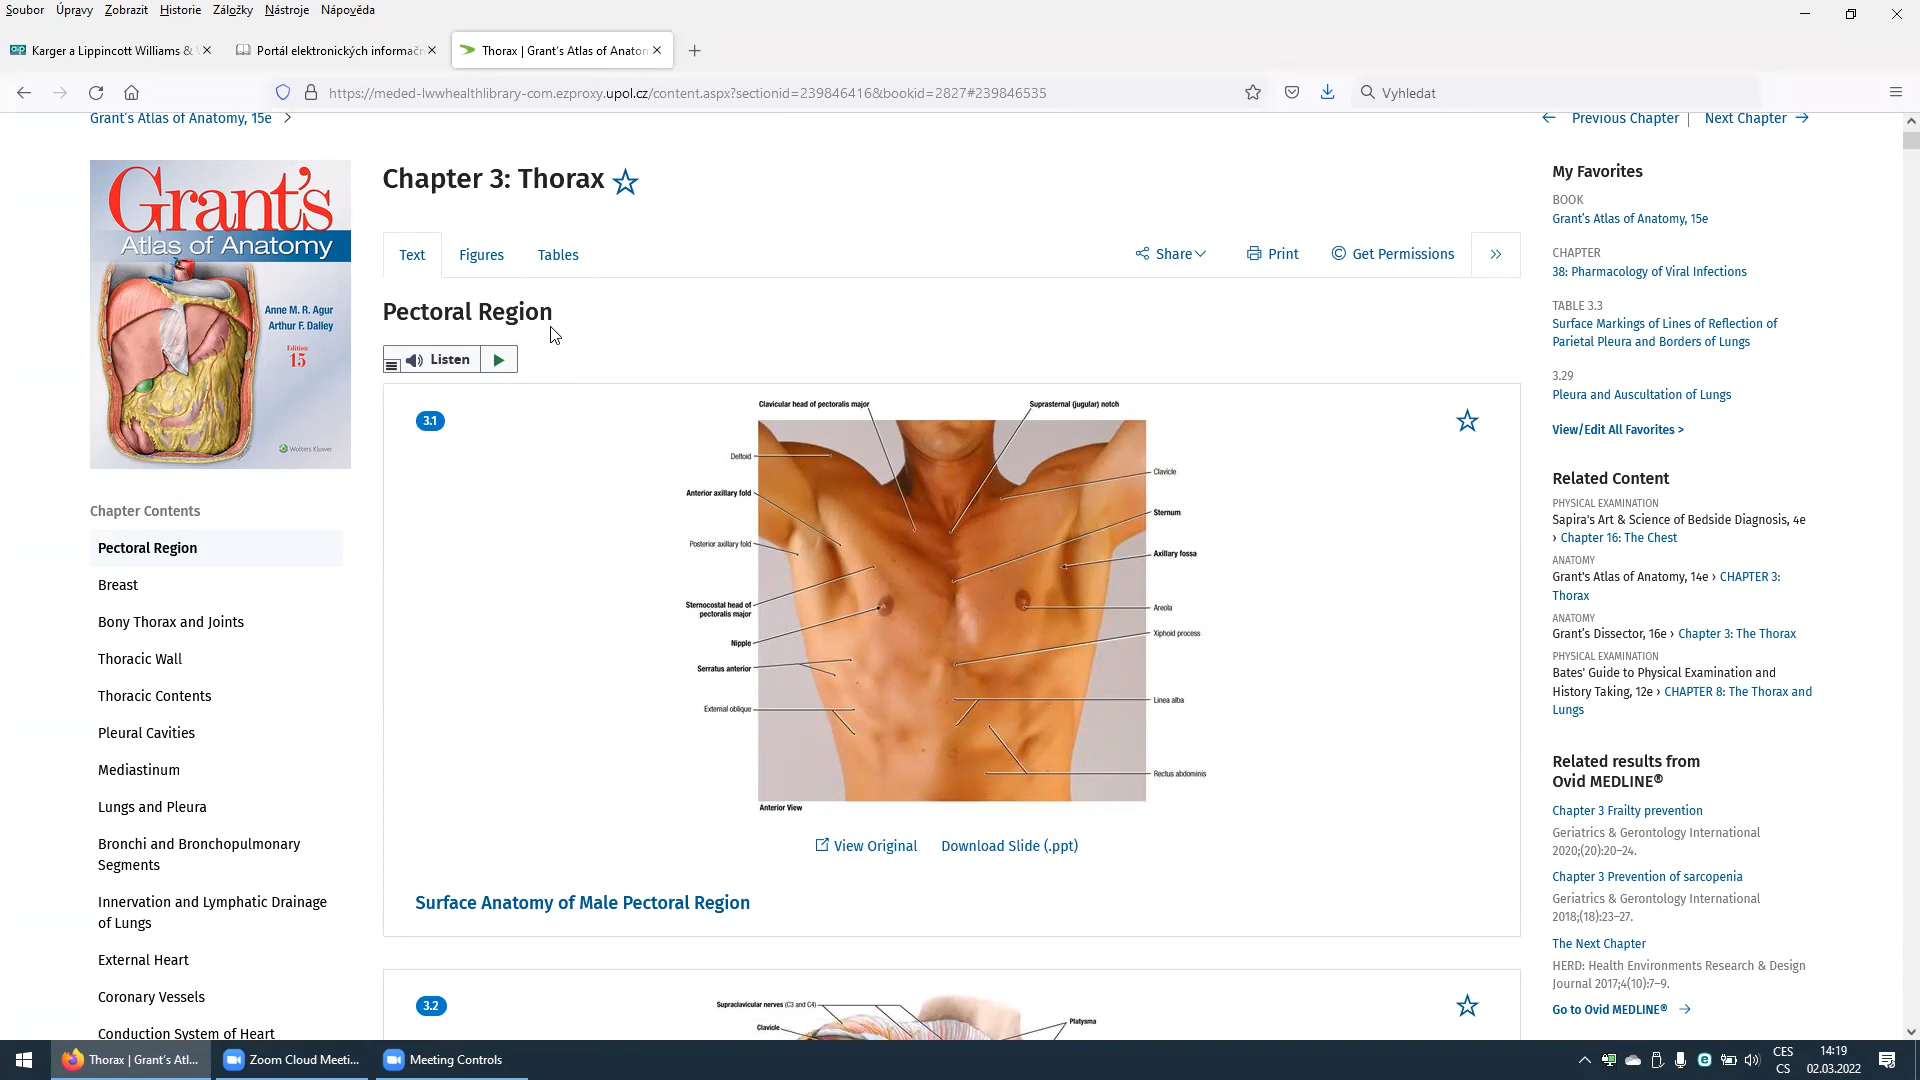 Soubor Úpravy Zobrazit Historie Záložky Nástroje Nápověda
Karger a Lippincott Williams &
Portál elektronických informač
Thorax | Grant's Atlas of Anaton
https://meded-lwwhealthlibrary-com.ezproxy.upol.cz/content.aspx?sectionid=239846416&bookid=2827#239846535
Vyhledat
Grant's Atlas of Anatomy, 15e
Previous Chapter | Next Chapter
Grant's
Atlas of Anatomy
Anne M. R. Agur
Arthur F. Dalley
Edition
15
Wolters Kluwer
Chapter Contents
Pectoral Region
Breast
Bony Thorax and Joints
Thoracic Wall
Thoracic Contents
Pleural Cavities
Mediastinum
Lungs and Pleura
Bronchi and Bronchopulmonary
Segments
Innervation and Lymphatic Drainage
of Lungs
External Heart
Coronary Vessels
Conduction System of Heart
Chapter 3: Thorax
Text Figures Tables
Share Print Get Permissions
Pectoral Region
Listen
3.1
Clavicular head of pectoralis major
Suprasternal (jugular) notch
Deltoid
Clavicle
Anterior axillary fold
Sternum
Posterior axillary fold
Axillary fossa
Sternocostal head of
pectoralis major
Areola
Nipple
Xiphoid process
Serratus anterior
Linea alba
External oblique
Rectus abdominis
Anterior View
View Original Download Slide (.ppt)
Surface Anatomy of Male Pectoral Region
3.2
Supraclavicular nerves (C3 and C4)
Clavicle
Platysma
My Favorites
BOOK
Grant's Atlas of Anatomy, 15e
CHAPTER
38: Pharmacology of Viral Infections
TABLE 3.3
Surface Markings of Lines of Reflection of
Parietal Pleura and Borders of Lungs
3.29
Pleura and Auscultation of Lungs
View/Edit All Favorites >
Related Content
PHYSICAL EXAMINATION
Sapira's Art & Science of Bedside Diagnosis, 4e
› Chapter 16: The Chest
ANATOMY
Grant's Atlas of Anatomy, 14e › CHAPTER 3:
Thorax
ANATOMY
Grant's Dissector, 16e › Chapter 3: The Thorax
PHYSICAL EXAMINATION
Bates' Guide to Physical Examination and
History Taking, 12e › CHAPTER 8: The Thorax and
Lungs
Related results from
Ovid MEDLINE®
Chapter 3 Frailty prevention
Geriatrics & Gerontology International
2020;(20):20–24.
Chapter 3 Prevention of sarcopenia
Geriatrics & Gerontology International
2018;(18):23–27.
The Next Chapter
HERD: Health Environments Research & Design
Journal 2017;4(10):7–9.
Go to Ovid MEDLINE®
Thorax | Grant's Atl...
Zoom Cloud Meeti...
Meeting Controls
CES
CS
14:19
02.03.2022